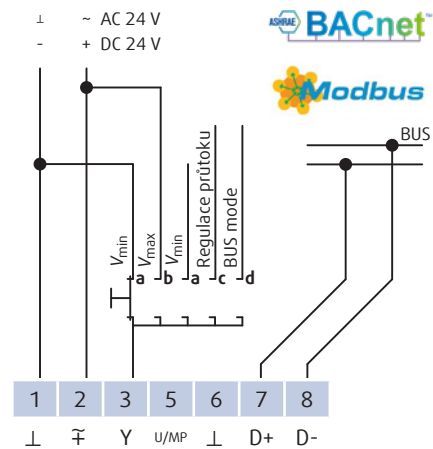 ⊥ ~ AC 24 V
- + DC 24 V
ASHRAE BACnet™
Modbus
BUS
Vmin
Vmax
Vmin
Regulace průtoku
BUS mode
a b a c d
1 2 3 5 6 7 8
⊥ ∓ Y U/MP ⊥ D+ D-